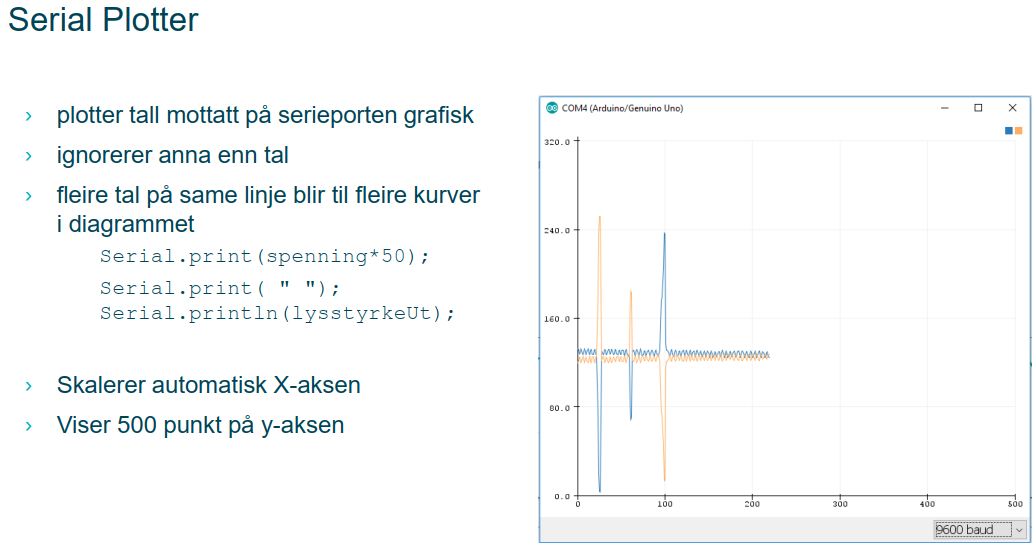 Serial Plotter
› plotter tall mottatt på serieporten grafisk
› ignorerer anna enn tal
› fleire tal på same linje blir til fleire kurver
i diagrammet
Serial.print(spenning*50);
Serial.print( " ");
Serial.println(lysstyrkeUt);
› Skalerer automatisk X-aksen
› Viser 500 punkt på y-aksen
COM4 (Arduino/Genuino Uno)
320.0
240.0
160.0
80.0
0.0
0 100 200 300 400 500
9600 baud